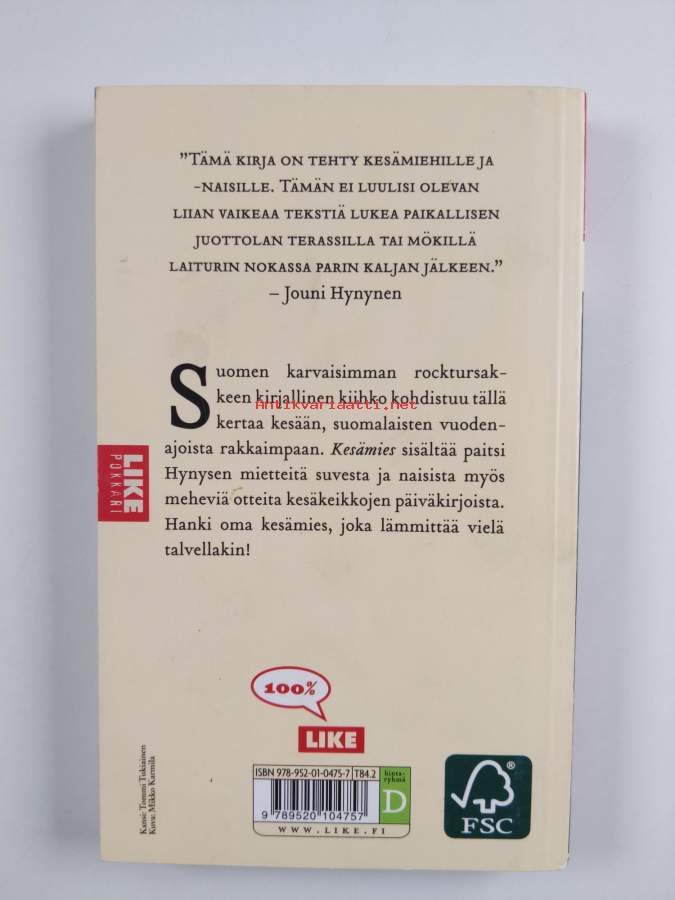 ”TÄMÄ KIRJA ON TEHTY KESÄMIEHILLE JA
-NAISILLE. TÄMÄN EI LUULISI OLEVAN
LIIAN VAIKEAA TEKSTIÄ LUKEA PAIKALLISEN
JUOTTOLAN TERASSILLA TAI MÖKILLÄ
LAITURIN NOKASSA PARIN KALJAN JÄLKEEN.”
– Jouni Hynynen
Suomen karvaisimman rocktursak-
keen kirjallinen kiihko kohdistuu tällä
Antikvariaatti.net
kertaa kesään, suomalaisten vuoden-
ajoista rakkaimpaan. Kesämies sisältää paitsi
Hynysen mietteitä suvesta ja naisista myös
meheviä otteita kesäkeikkojen päiväkirjoista.
Hanki oma kesämies, joka lämmittää vielä
talvellakin!
LIKE
POKKARI
100%
LIKE
Kansi: Tommi Tukiainen
Kuva: Mikko Karmila
ISBN 978-952-01-0475-7 T84.2
hinta-
ryhmä
D
9 789520 104757
WWW.LIKE.FI
FSC